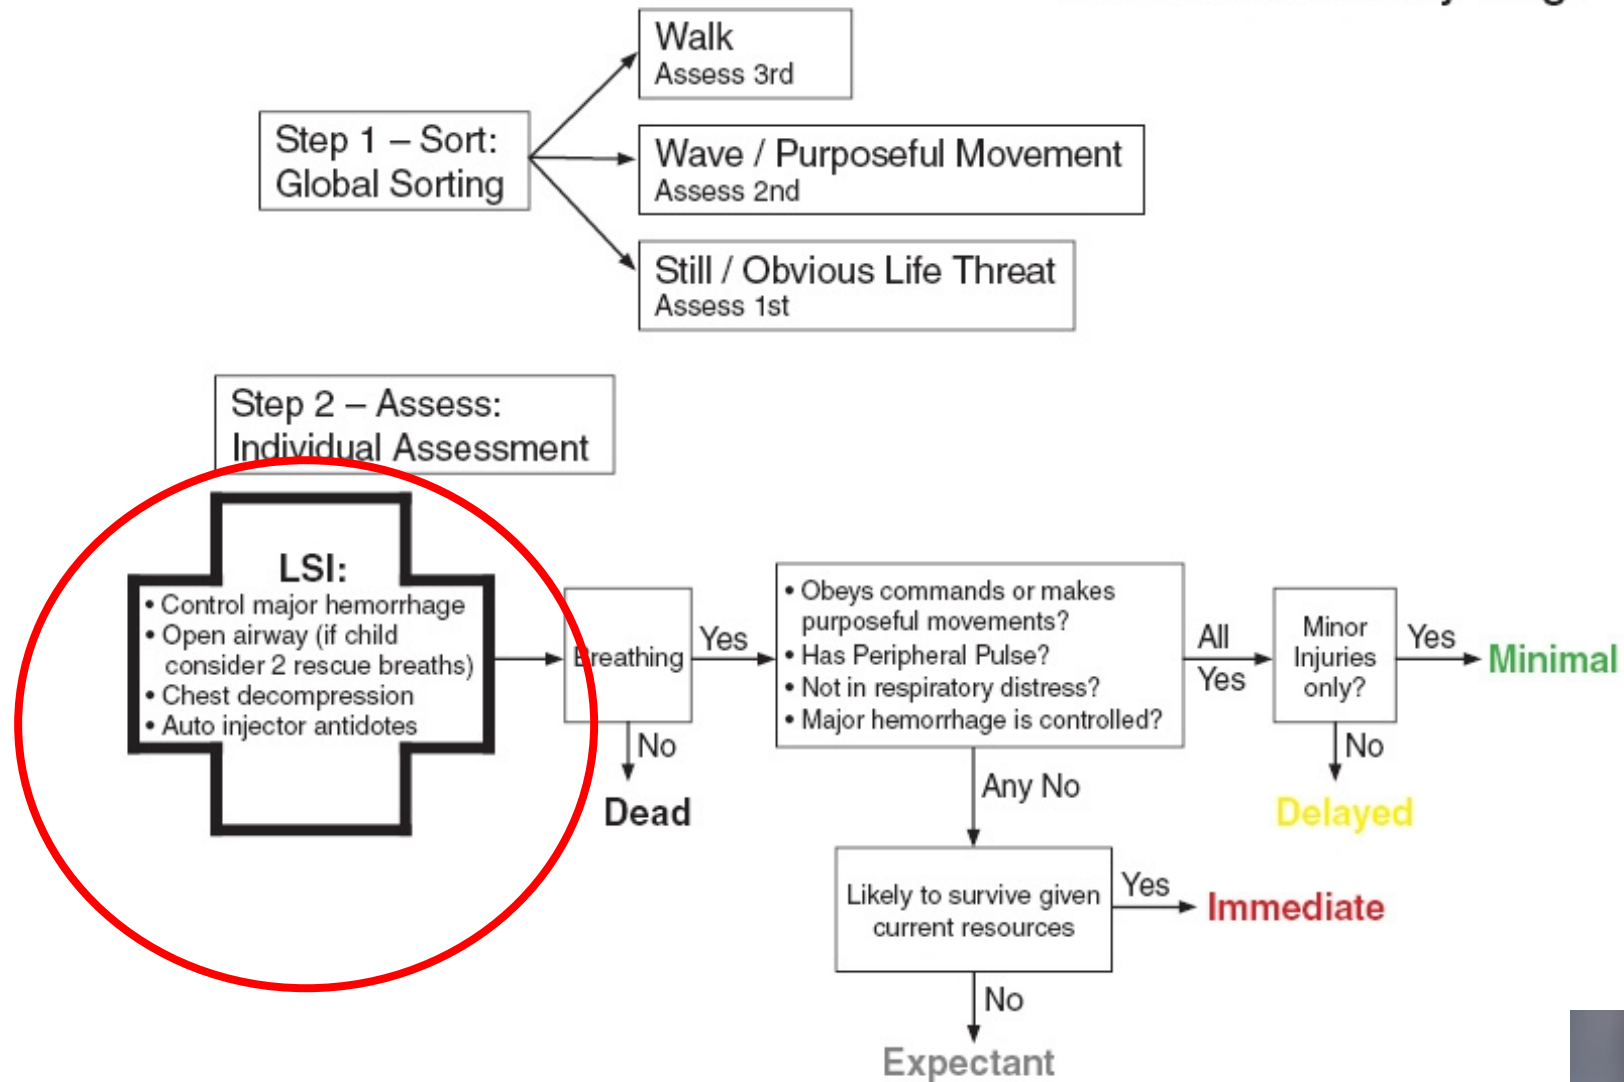 Walk
Assess 3rd
Step 1 – Sort:
Global Sorting
Wave / Purposeful Movement
Assess 2nd
Still / Obvious Life Threat
Assess 1st
Step 2 – Assess:
Individual Assessment
LSI:
• Control major hemorrhage
• Open airway (if child
consider 2 rescue breaths)
• Chest decompression
• Auto injector antidotes
Breathing
Yes
No
Dead
• Obeys commands or makes
purposeful movements?
• Has Peripheral Pulse?
• Not in respiratory distress?
• Major hemorrhage is controlled?
All
Yes
Minor
Injuries
only?
Yes
Minimal
No
Delayed
Any No
Likely to survive given
current resources
Yes
Immediate
No
Expectant